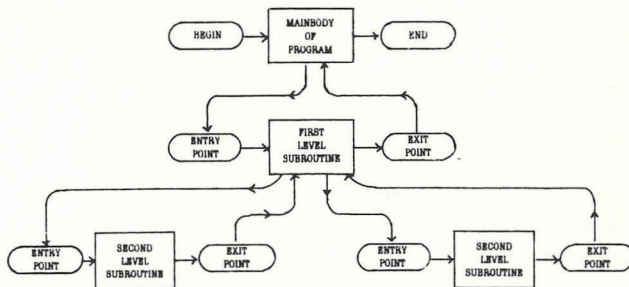 BEGIN
MAINBODY
OF
PROGRAM
END
ENTRY
POINT
FIRST
LEVEL
SUBROUTINE
EXIT
POINT
ENTRY
POINT
SECOND
LEVEL
SUBROUTINE
EXIT
POINT
ENTRY
POINT
SECOND
LEVEL
SUBROUTINE
EXIT
POINT